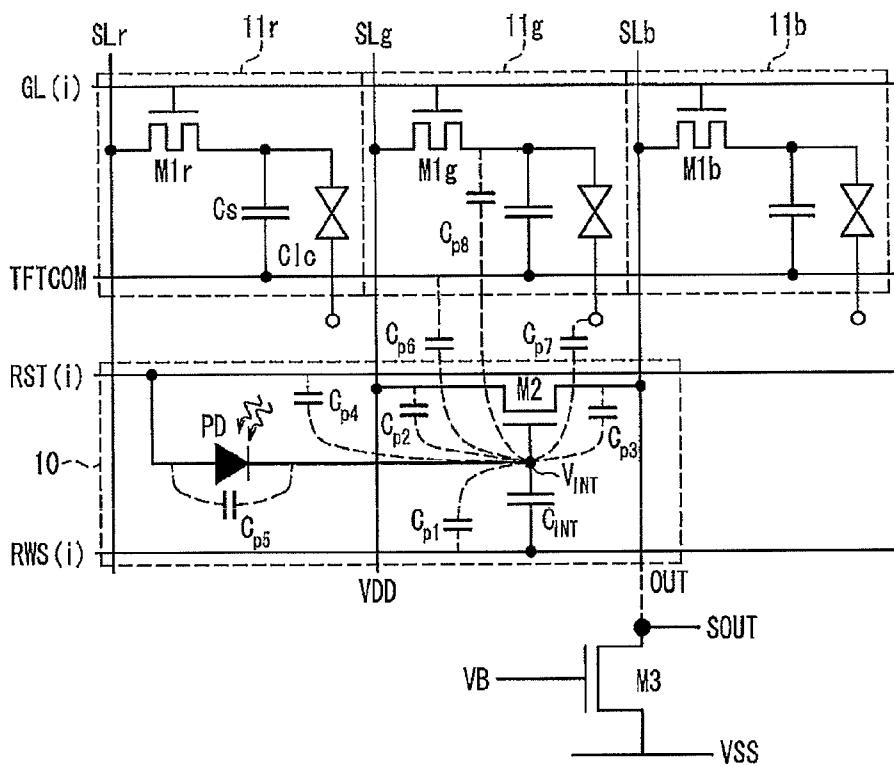 11r 11g 11b
SLr SLg SLb
GL(i)
M1r M1g M1b
Cs Cp8
Clc
TFTCOM
Cp6 Cp7
RST(i)
M2
Cp4
PD Cp2 Cp3
10
VINT
Cp5 Cp1 CINT
RWS(i)
VDD OUT
SOUT
VB M3
VSS